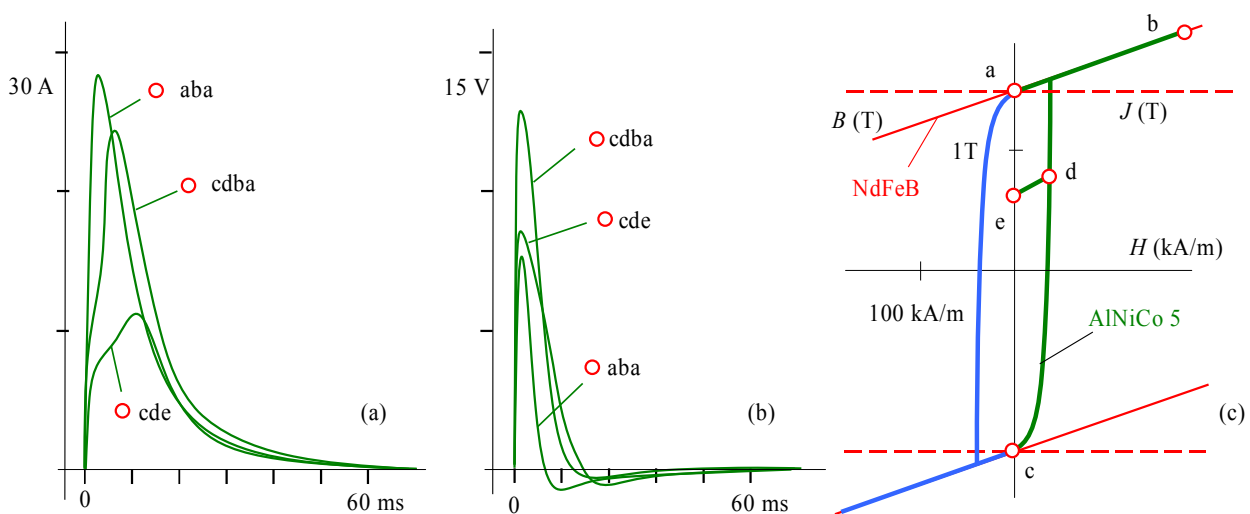 30 A
aba
cdba
cde
(a)
0
60 ms
15 V
cdba
cde
aba
(b)
0
60 ms
b
a
B (T)
J (T)
1T
NdFeB
d
e
H (kA/m)
100 kA/m
AlNiCo 5
(c)
c